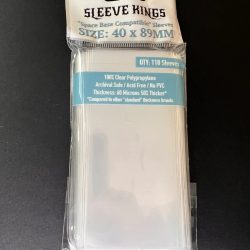 SLEEVE KINGS
"Space Base Compatible" Sleeves
SIZE: 40 x 89MM
QTY. 110 Sleeves
100% Clear Polypropylene
Archival Safe / Acid Free / No PVC
Thickness: 60 Microns 50% Thicker*
*Compared to other "standard" thickness brands